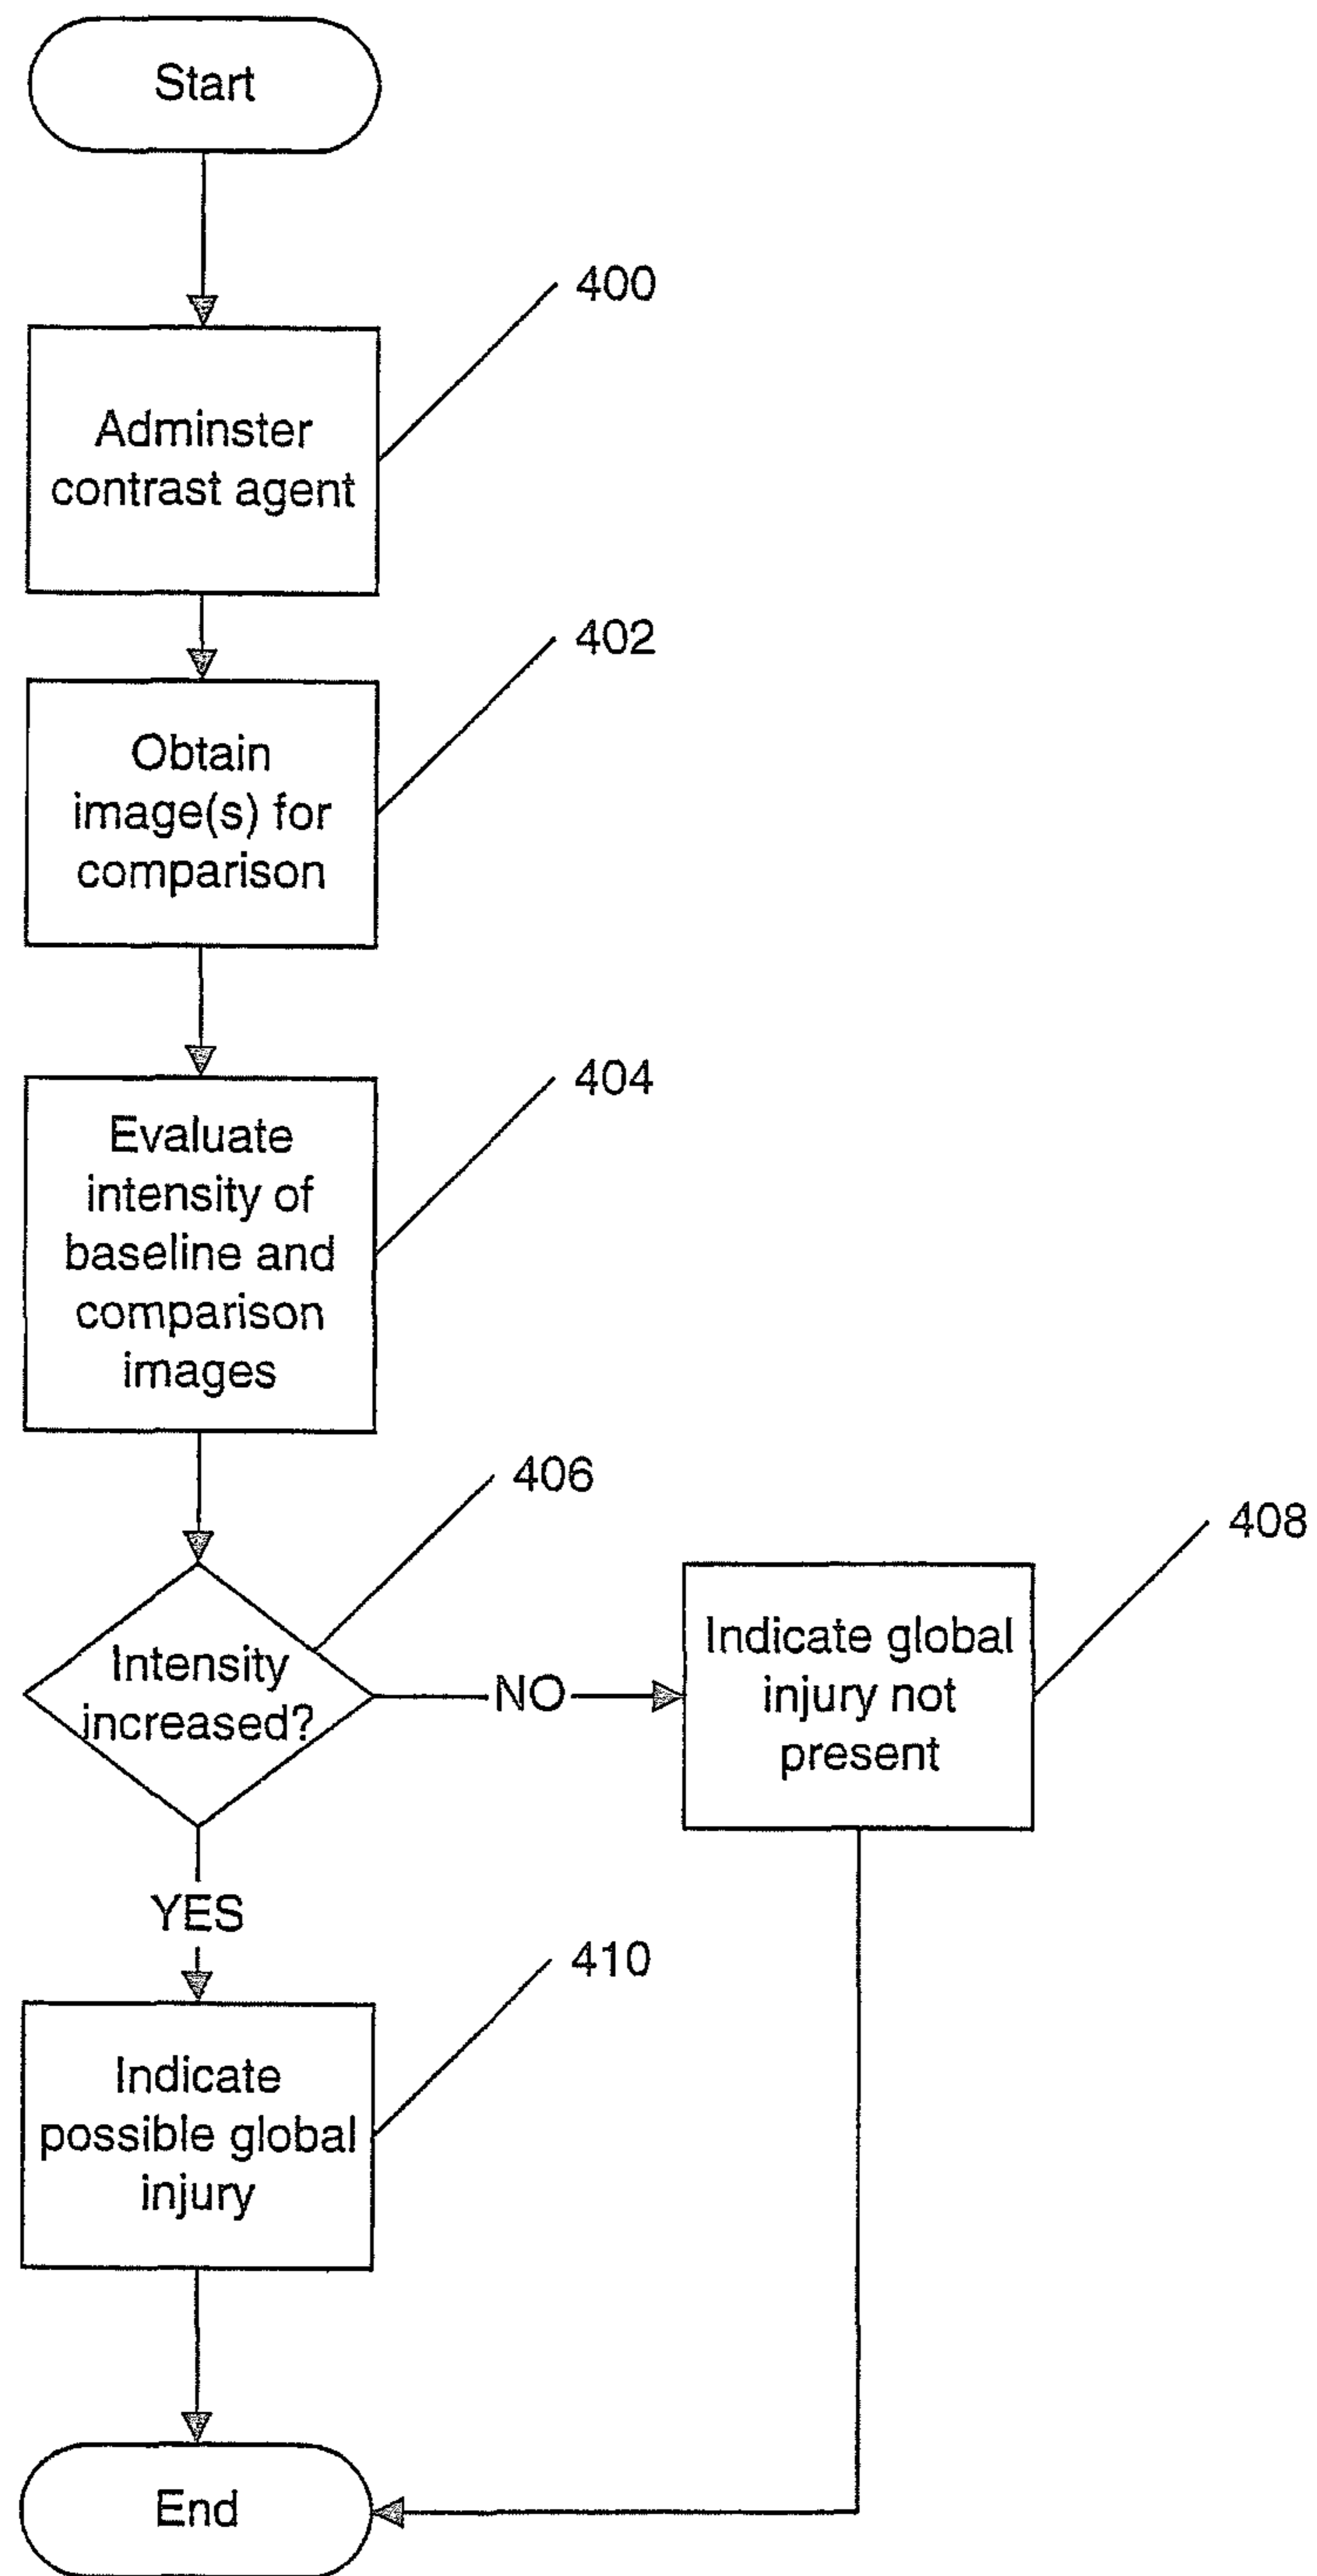 Start
400
Adminster
contrast agent
402
Obtain
image(s) for
comparison
404
Evaluate
intensity of
baseline and
comparison
images
406
Intensity
increased?
NO
408
Indicate global
injury not
present
YES
410
Indicate
possible global
injury
End